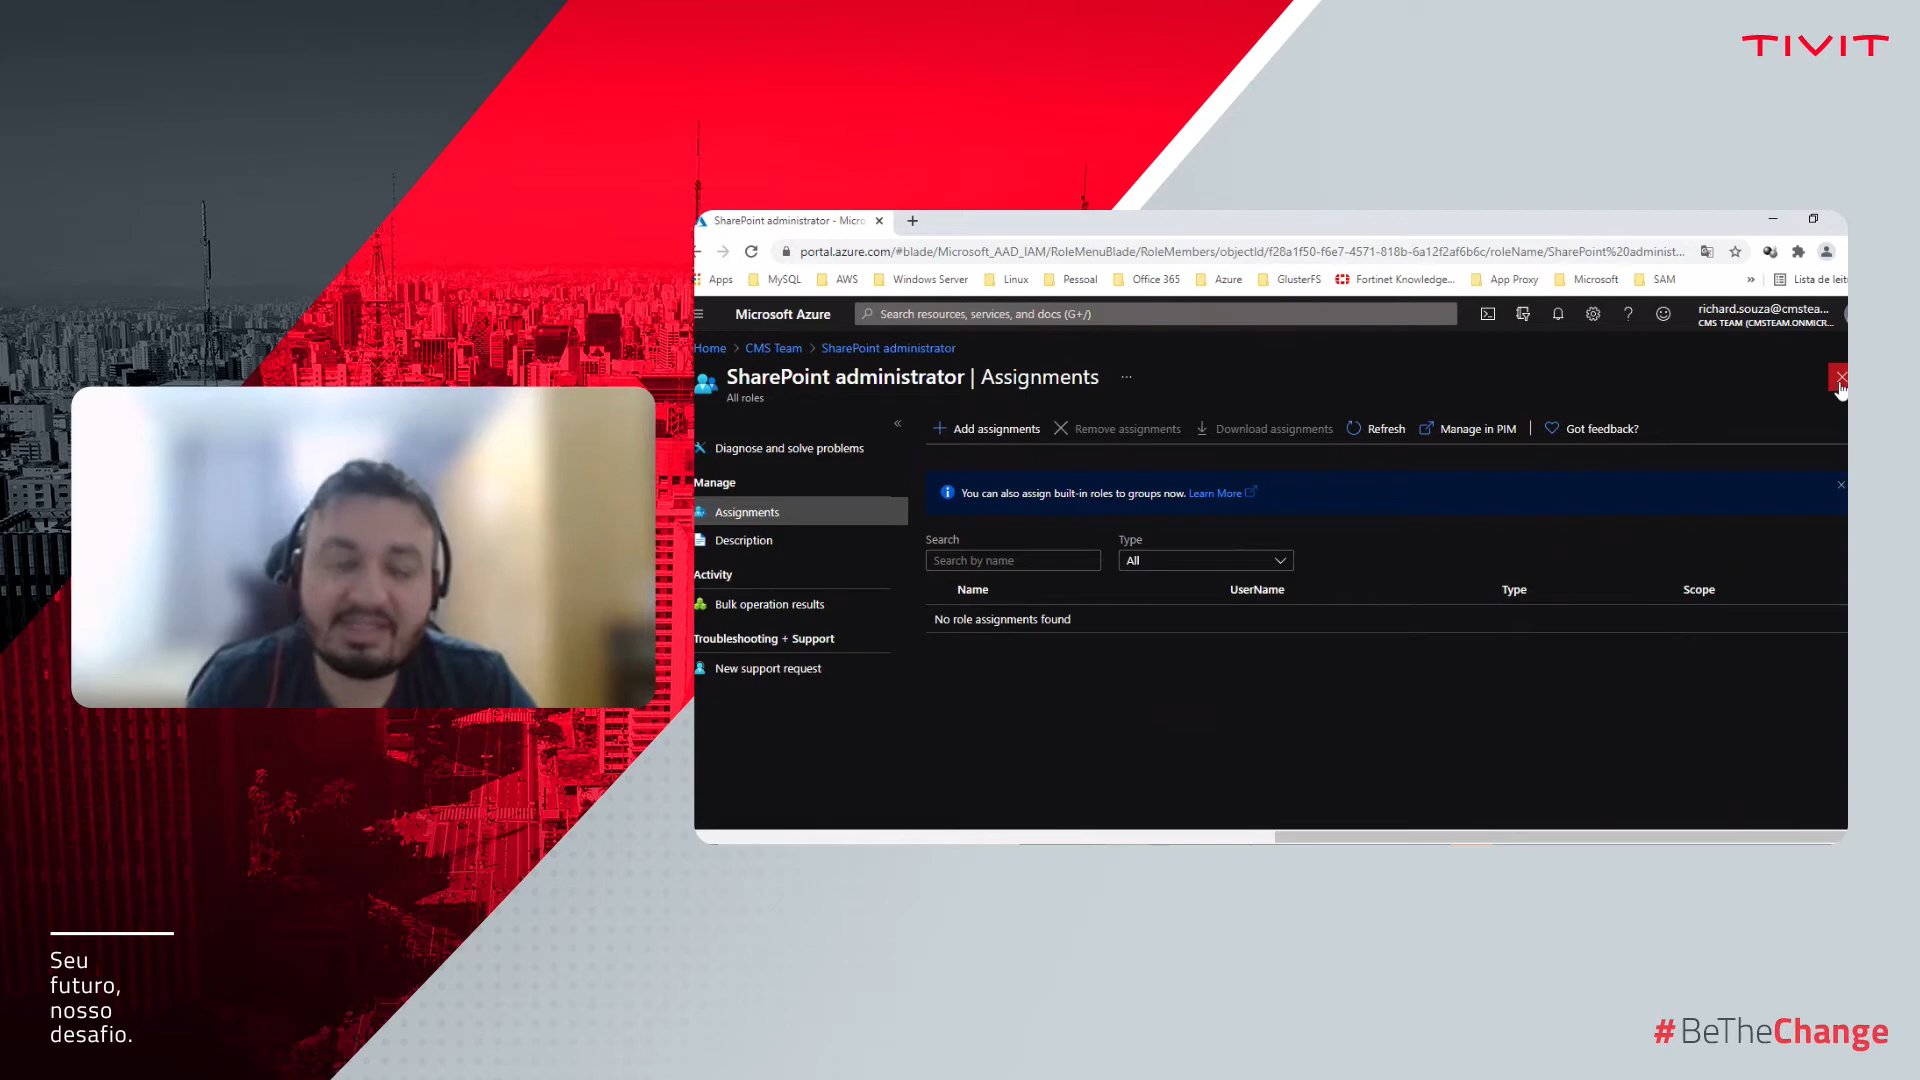 TIVIT
SharePoint administrator - Micro
portal.azure.com/#blade/Microsoft_AAD_IAM/RoleMenuBlade/RoleMembers/objectId/f28a1f50-f6e7-4571-818b-6a12f2af6b6c/roleName/SharePoint%20administ...
Apps MySQL AWS Windows Server Linux Pessoal Office 365 Azure GlusterFS Fortinet Knowledge... App Proxy Microsoft SAM » Lista de leit
Microsoft Azure
Search resources, services, and docs (G+/)
richard.souza@cmstea...
CMS TEAM (CMSTEAM.ONMICR...
Home > CMS Team > SharePoint administrator
SharePoint administrator | Assignments ...
All roles
«
Add assignments Remove assignments Download assignments Refresh Manage in PIM | Got feedback?
Diagnose and solve problems
Manage
Assignments
Description
Activity
Bulk operation results
Troubleshooting + Support
New support request
You can also assign built-in roles to groups now. Learn More
Search Type
Search by name All
Name UserName Type Scope
No role assignments found
Seu
futuro,
nosso
desafio.
#BeTheChange